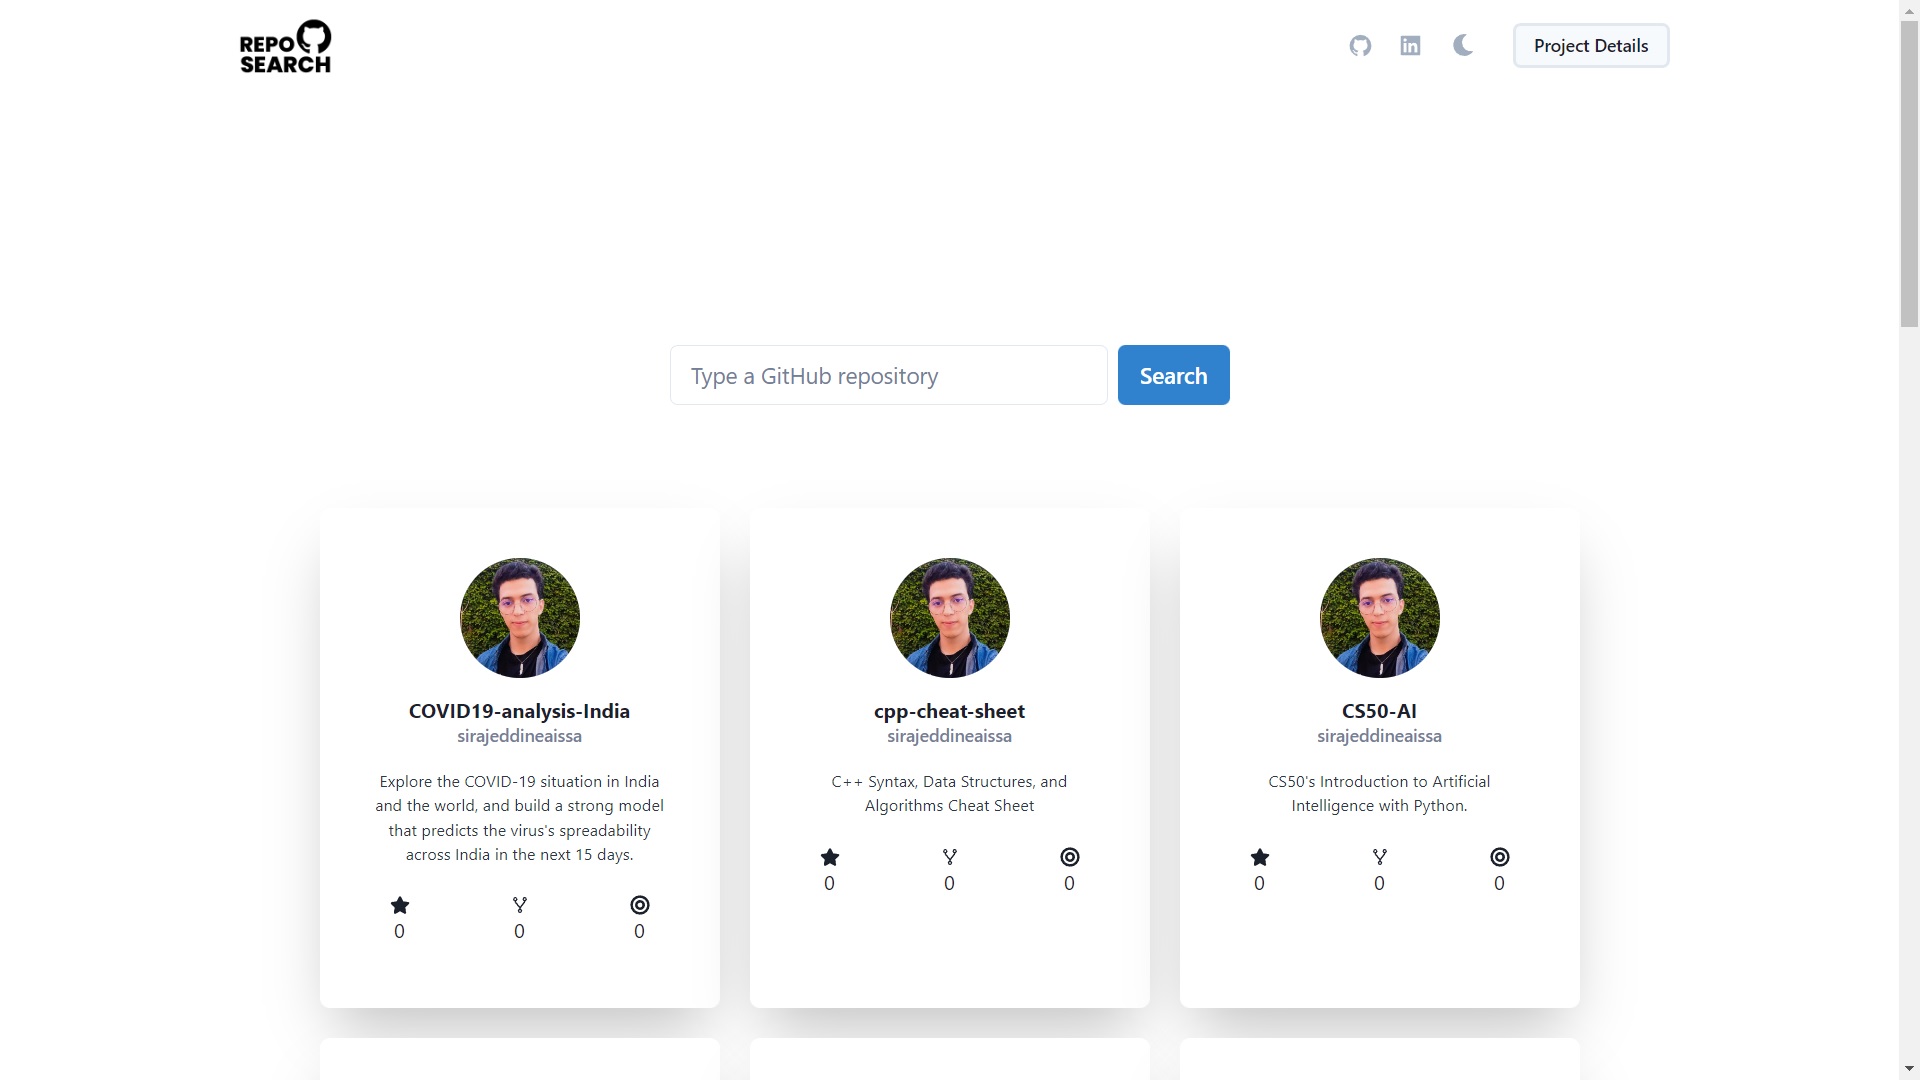 REPO
SEARCH
Project Details
Type a GitHub repository
Search
COVID19-analysis-India
sirajeddineaissa
Explore the COVID-19 situation in India
and the world, and build a strong model
that predicts the virus's spreadability
across India in the next 15 days.
0 0 0
cpp-cheat-sheet
sirajeddineaissa
C++ Syntax, Data Structures, and
Algorithms Cheat Sheet
0 0 0
CS50-AI
sirajeddineaissa
CS50's Introduction to Artificial
Intelligence with Python.
0 0 0